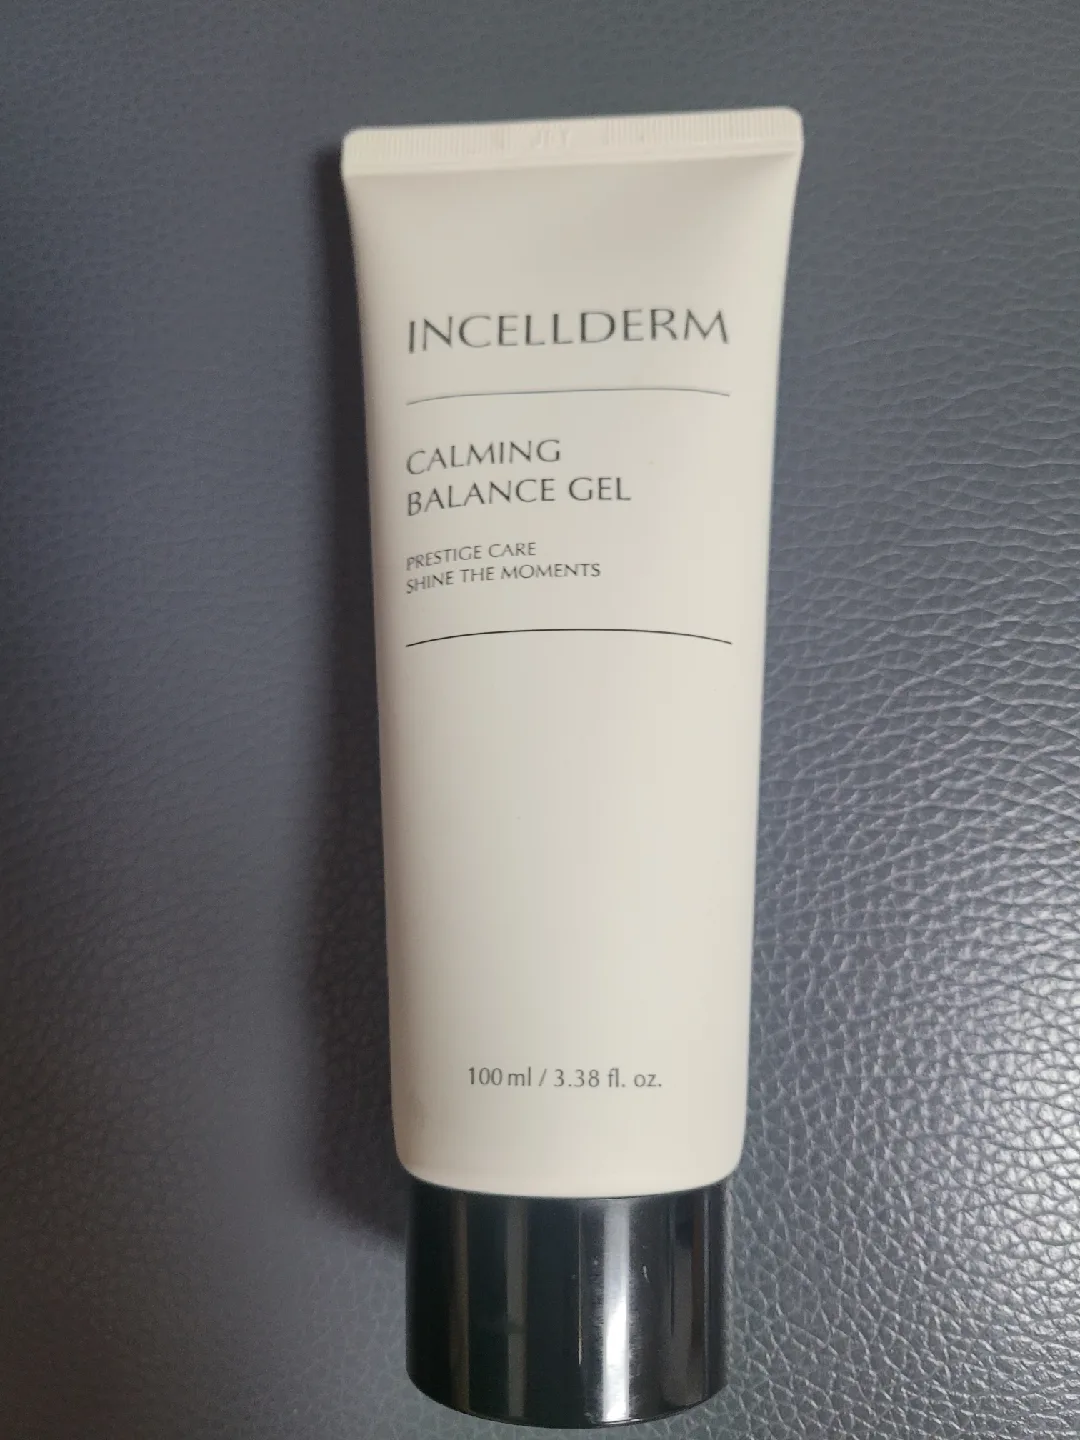 INCELLDERM
CALMING
BALANCE GEL
PRESTIGE CARE
SHINE THE MOMENTS
100 ml / 3.38 fl. oz.